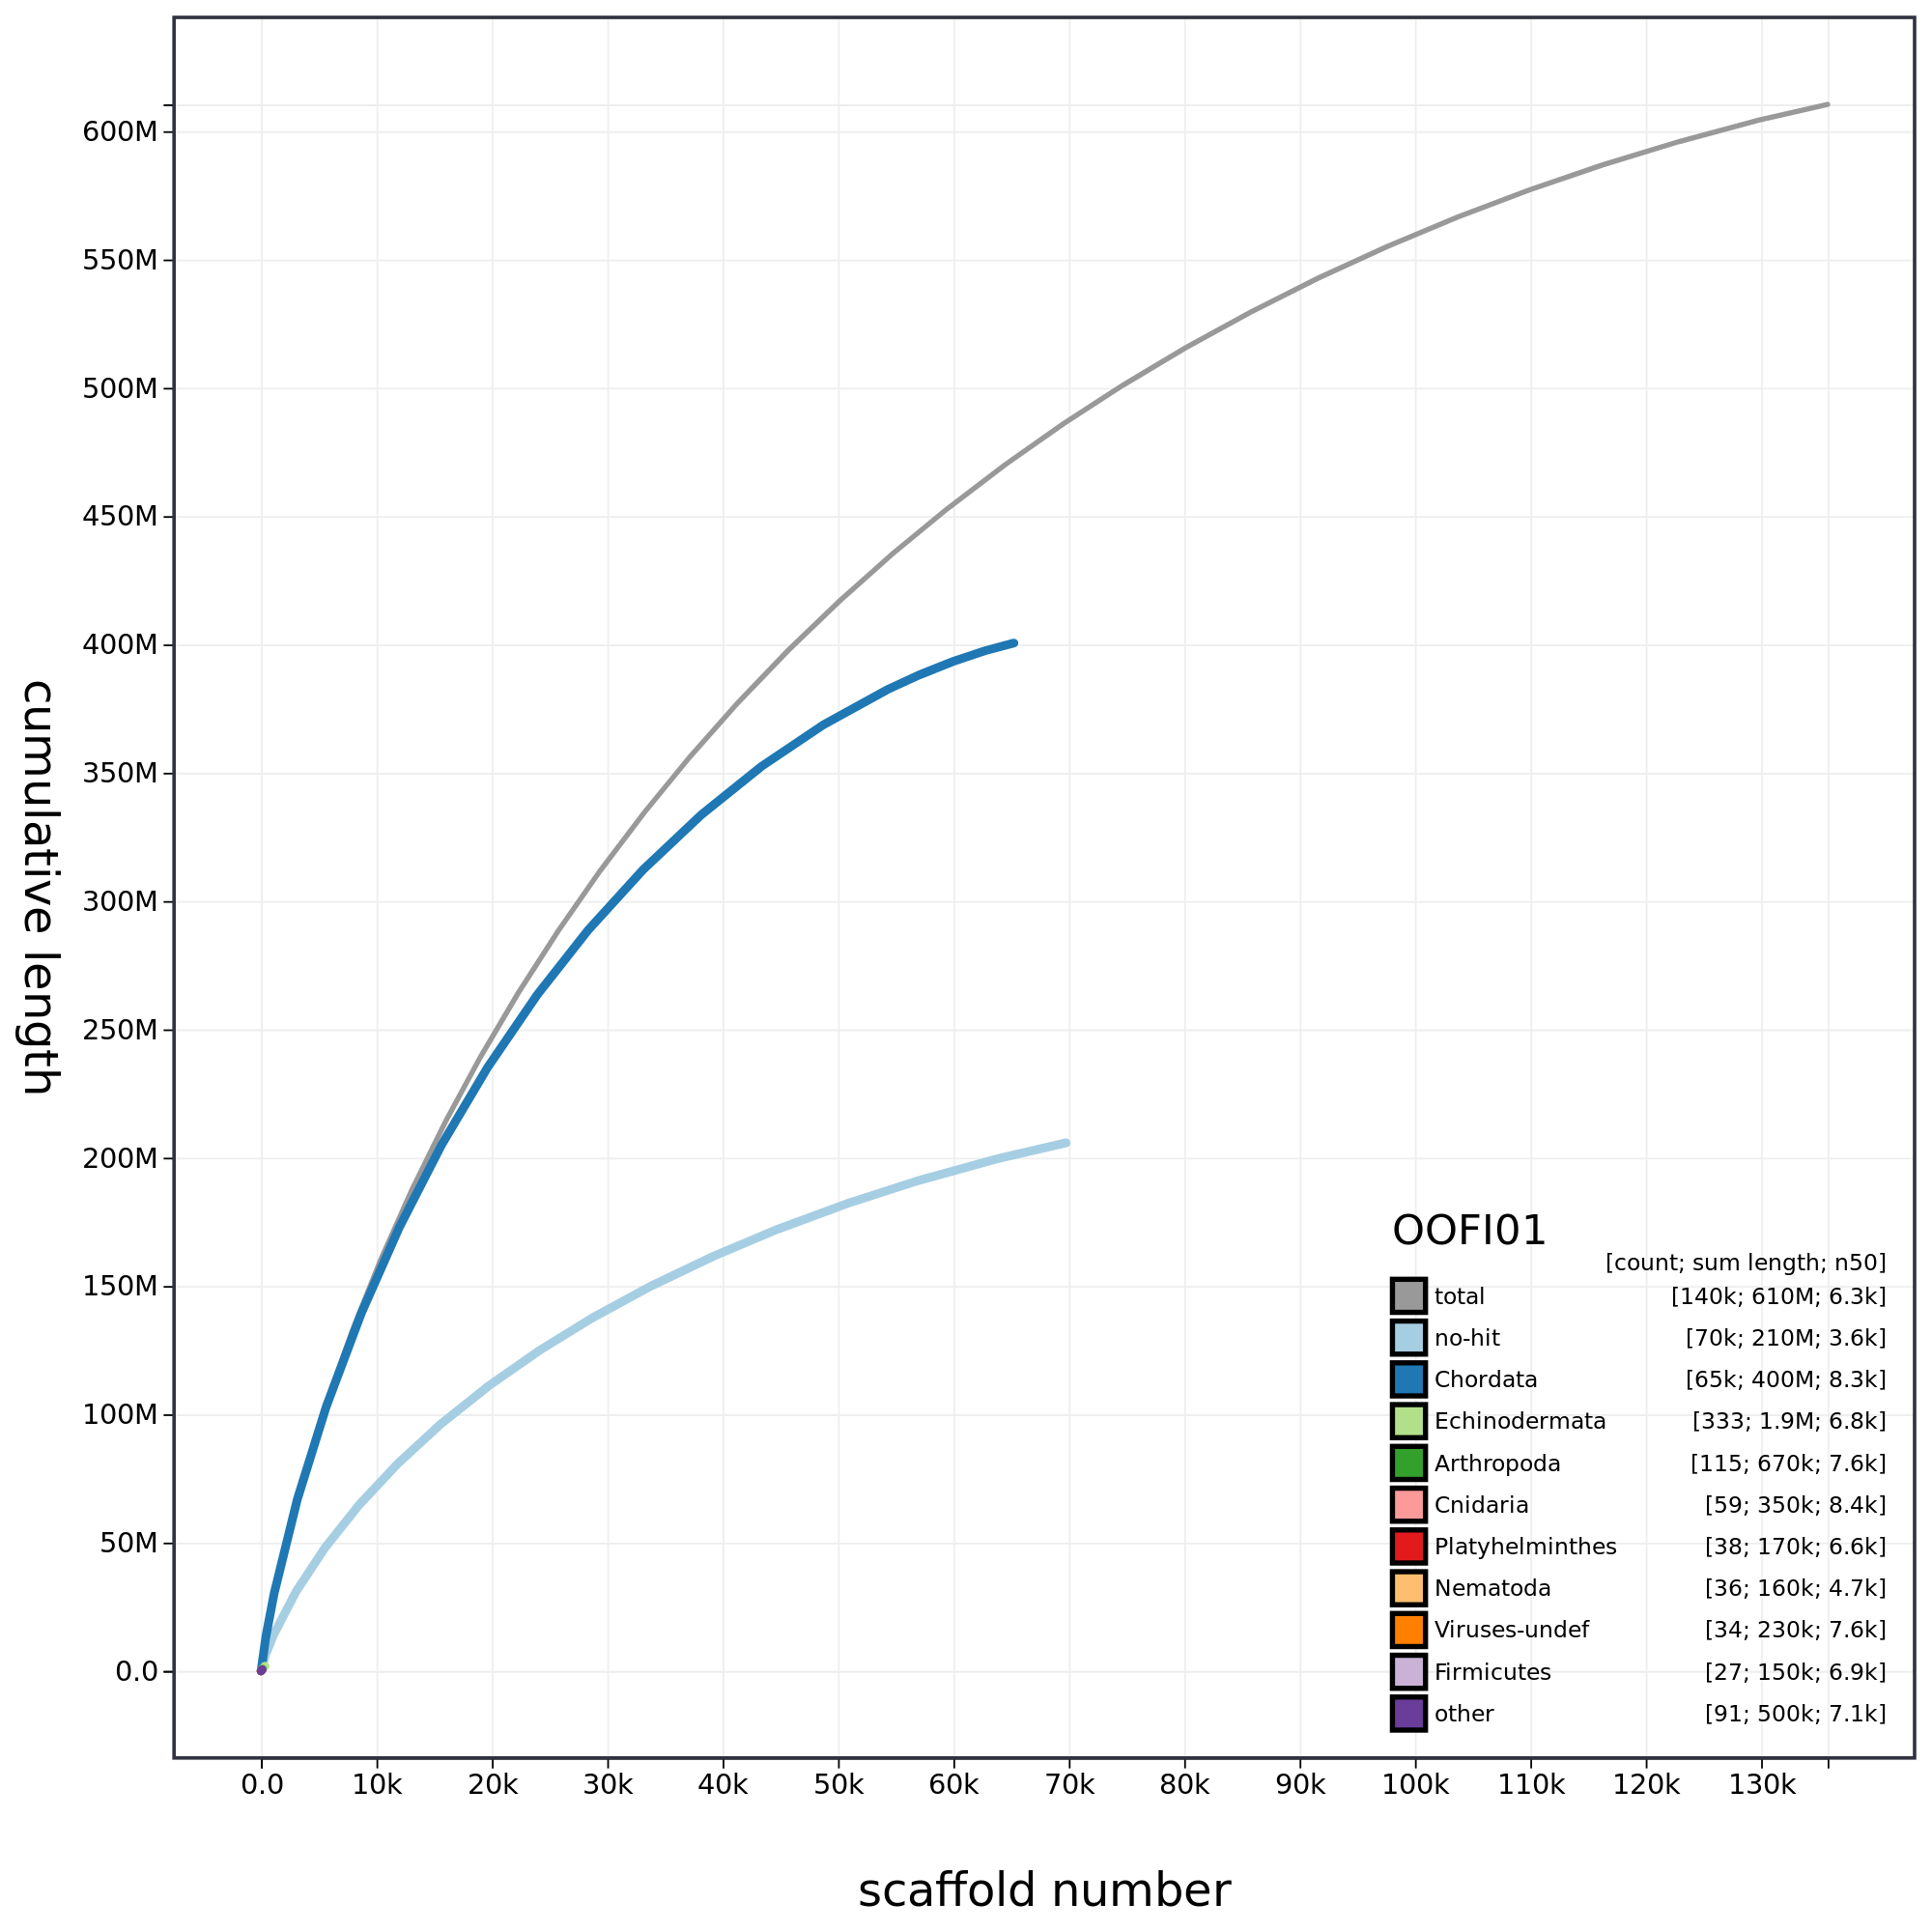 600M
550M
500M
450M
400M
350M
300M
250M
200M
150M
100M
50M
0.0
cumulative length
OOFI01
[count; sum length; n50]
total [140k; 610M; 6.3k]
no-hit [70k; 210M; 3.6k]
Chordata [65k; 400M; 8.3k]
Echinodermata [333; 1.9M; 6.8k]
Arthropoda [115; 670k; 7.6k]
Cnidaria [59; 350k; 8.4k]
Platyhelminthes [38; 170k; 6.6k]
Nematoda [36; 160k; 4.7k]
Viruses-undef [34; 230k; 7.6k]
Firmicutes [27; 150k; 6.9k]
other [91; 500k; 7.1k]
0.0 10k 20k 30k 40k 50k 60k 70k 80k 90k 100k 110k 120k 130k
scaffold number